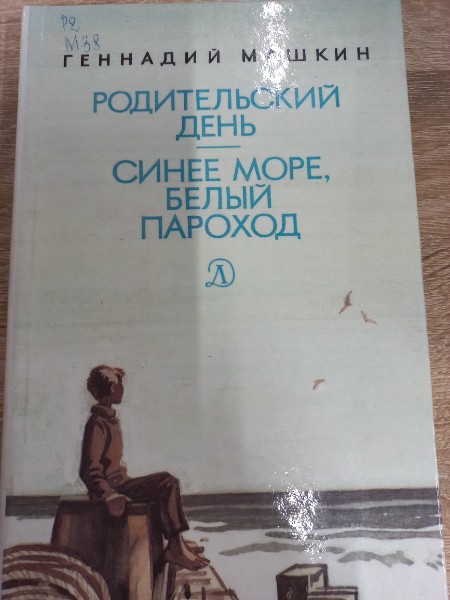 Р2
М38
ГЕННАДИЙ МАШКИН
РОДИТЕЛЬСКИЙ
ДЕНЬ
СИНЕЕ МОРЕ,
БЕЛЫЙ
ПАРОХОД
Д